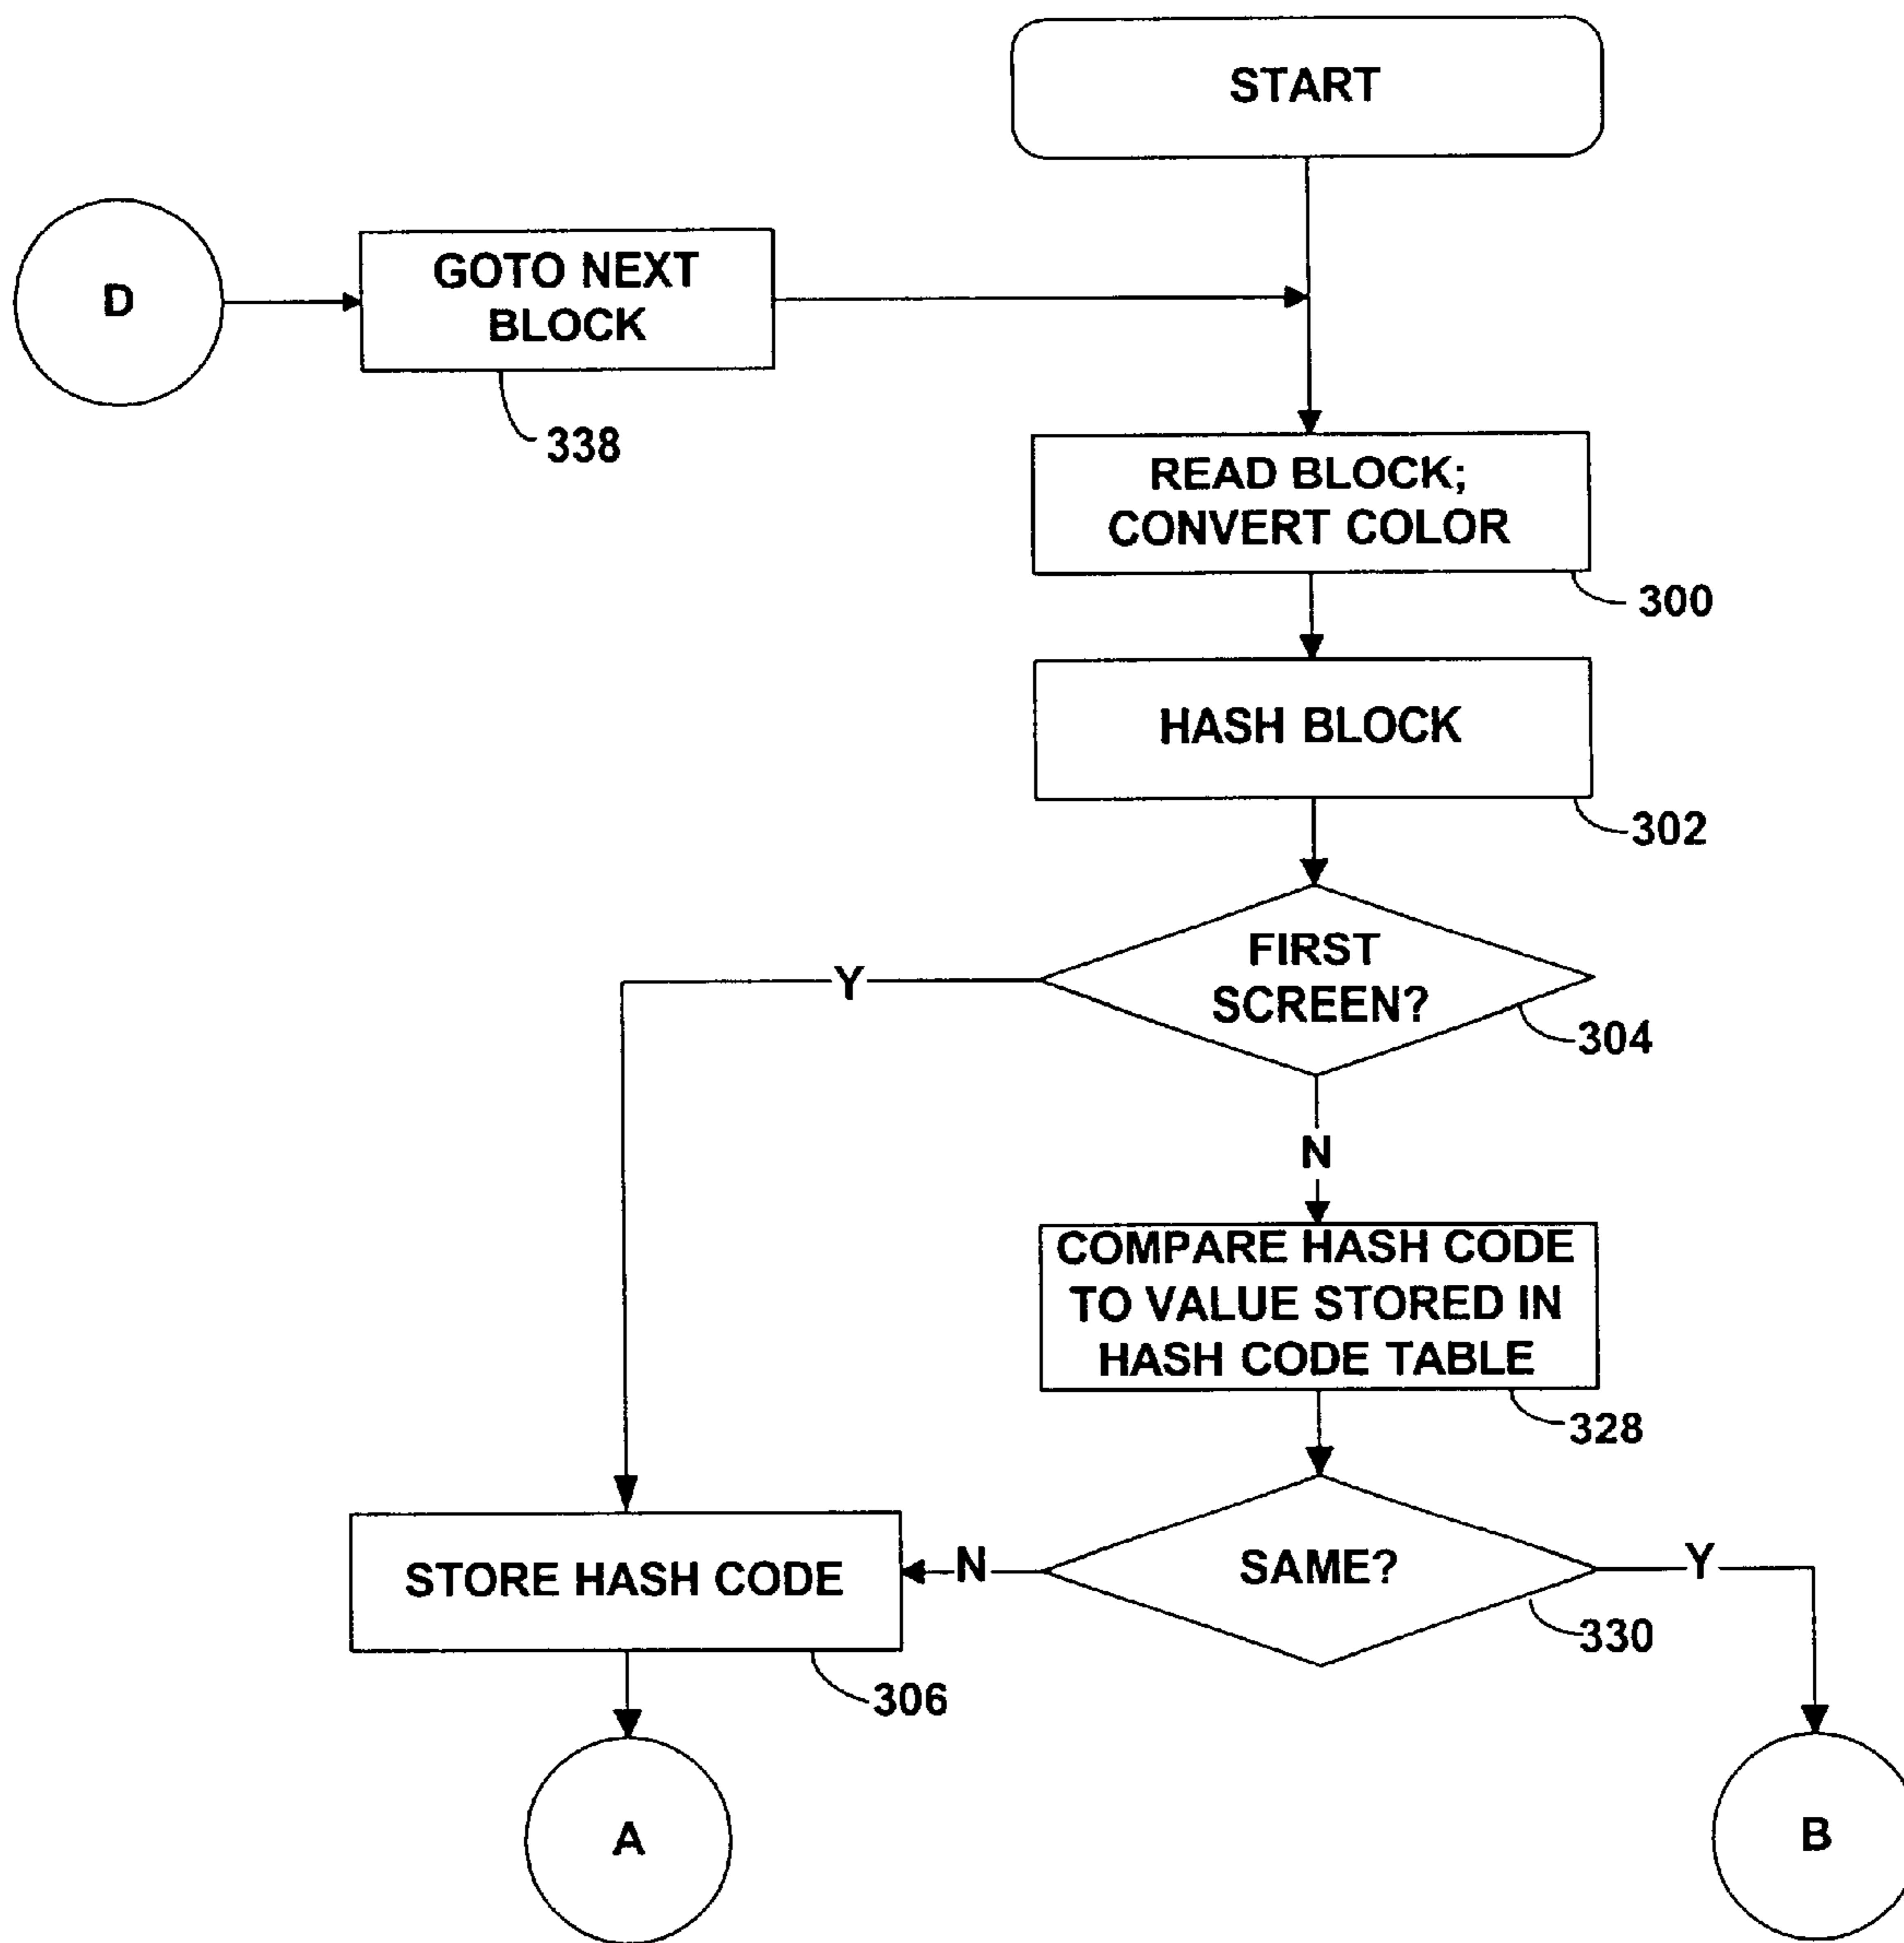 START
D
GOTO NEXT
BLOCK
338
READ BLOCK;
CONVERT COLOR
300
HASH BLOCK
302
FIRST
SCREEN?
304
Y
N
COMPARE HASH CODE
TO VALUE STORED IN
HASH CODE TABLE
328
STORE HASH CODE
306
N
SAME?
330
Y
A
B